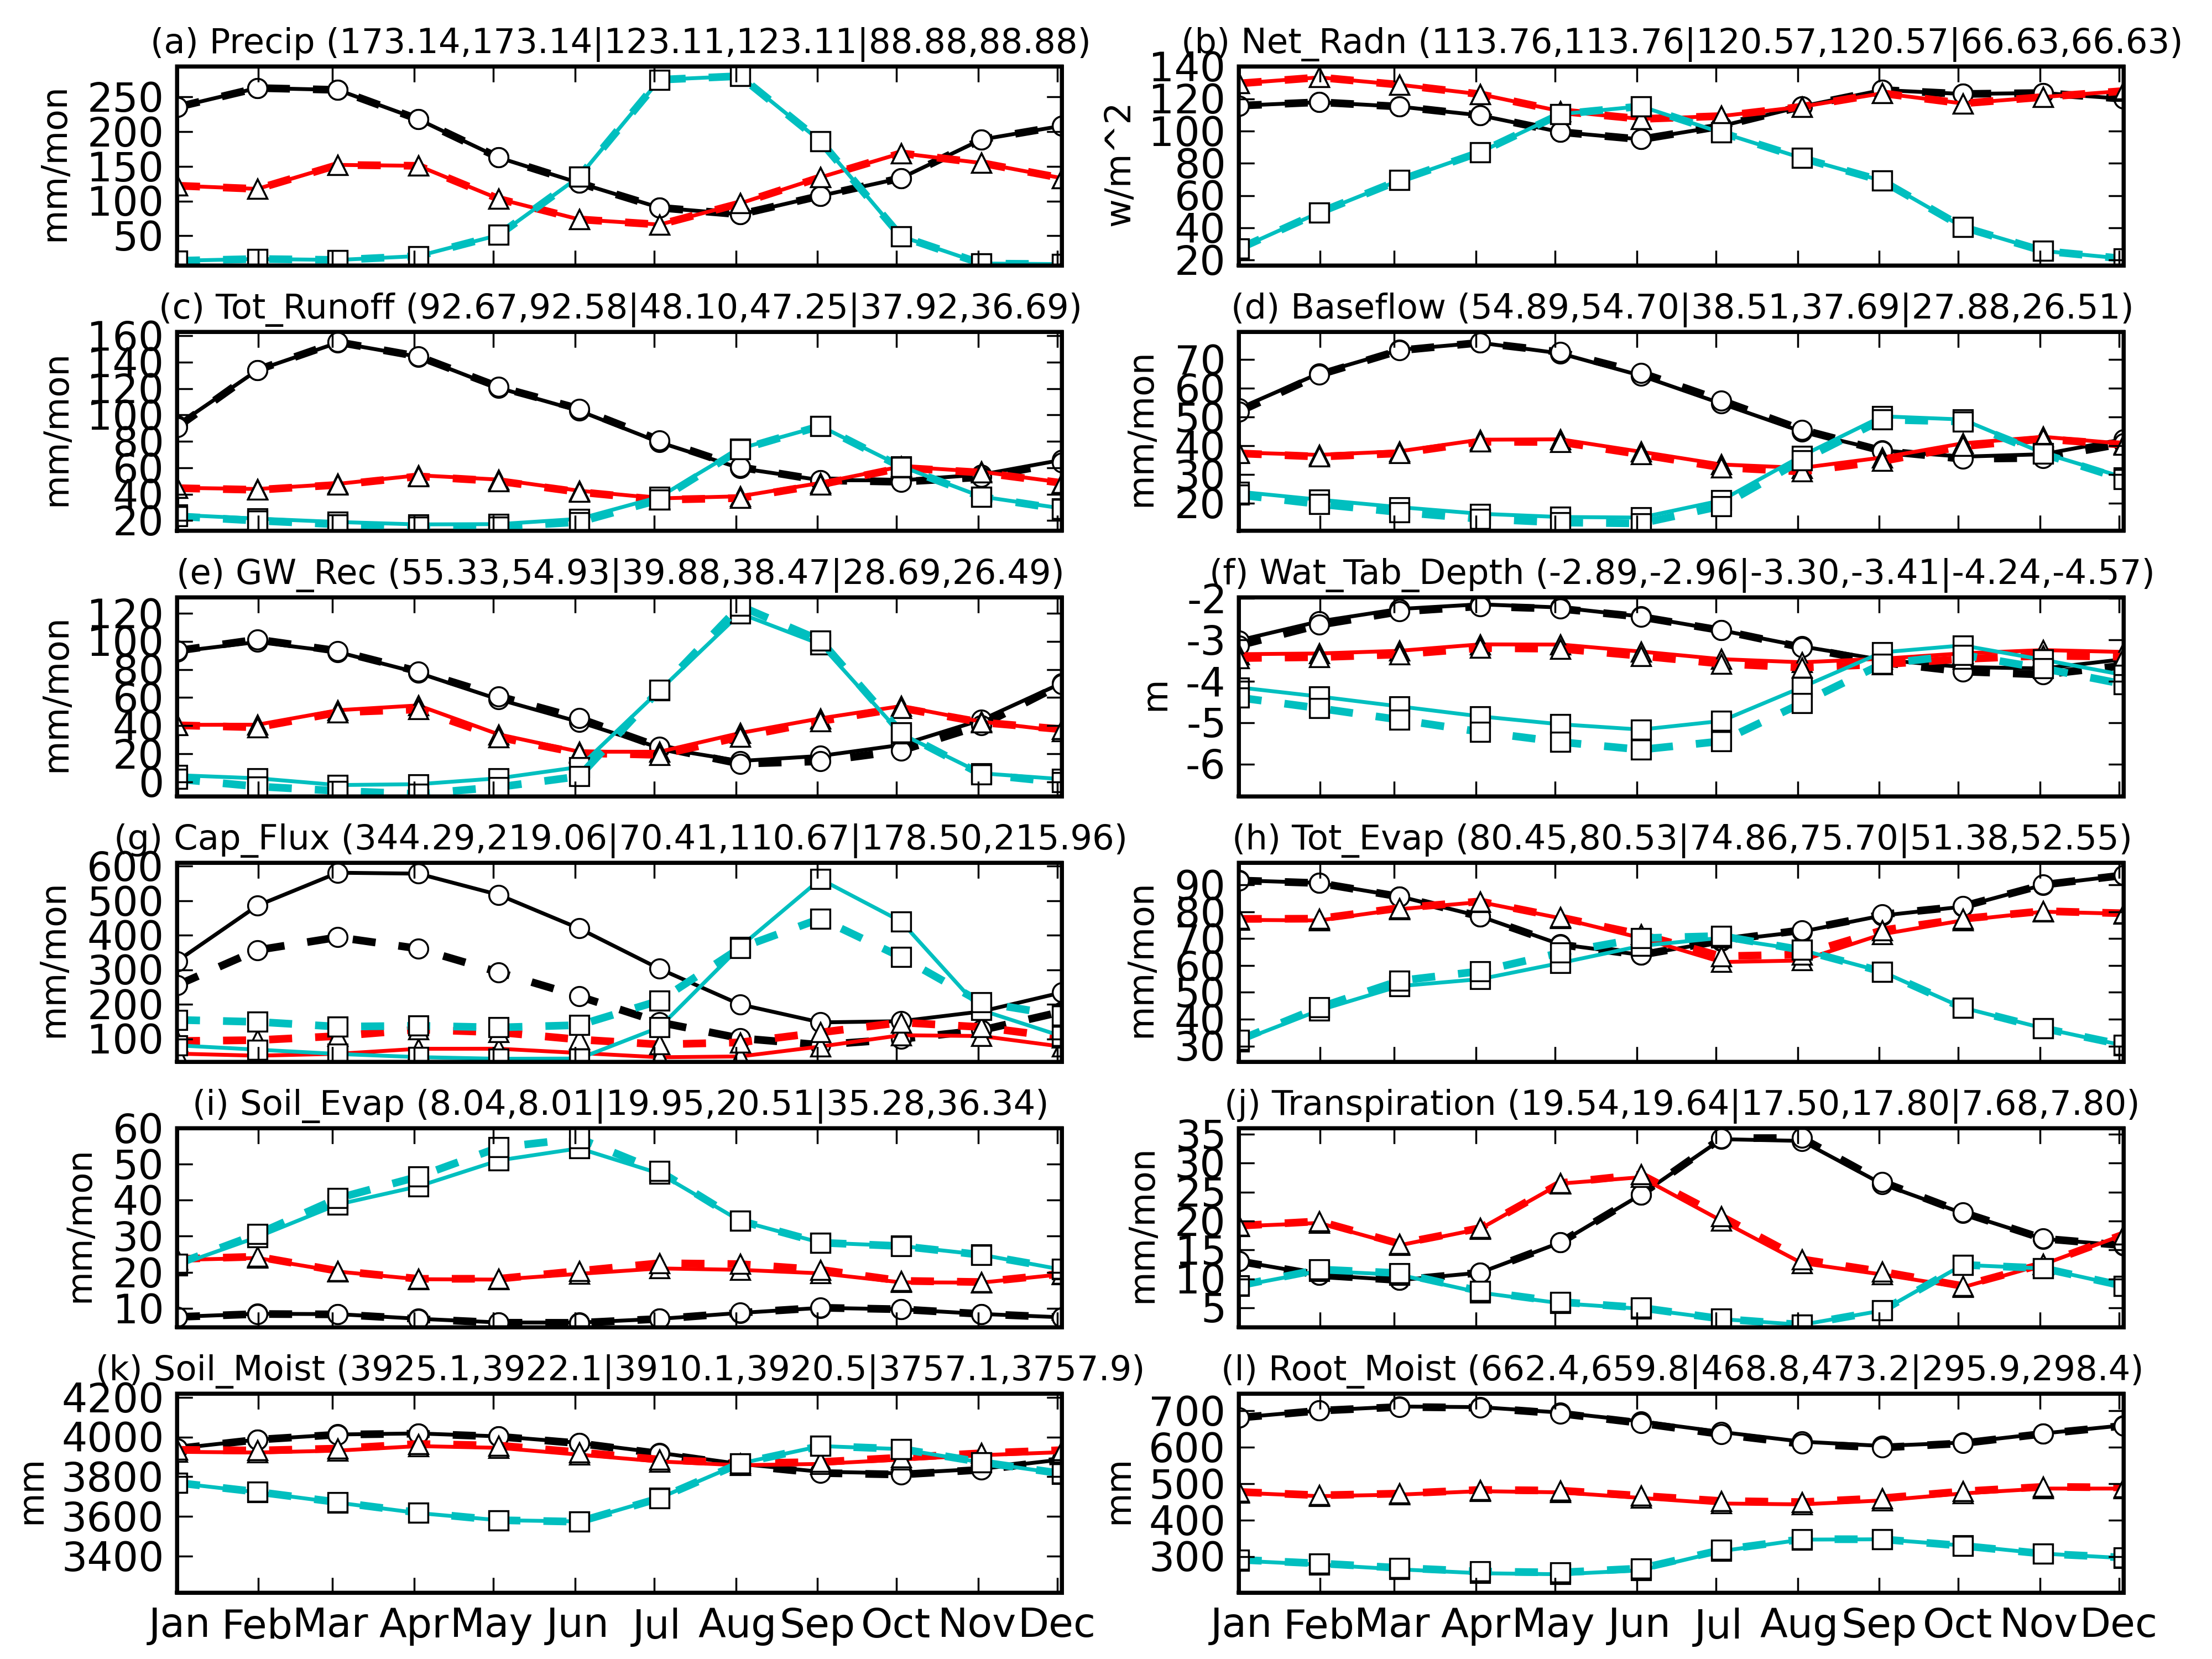 (a) Precip (173.14,173.14|123.11,123.11|88.88,88.88)
mm/mon
250
200
150
100
50
(b) Net_Radn (113.76,113.76|120.57,120.57|66.63,66.63)
w/m^2
140
120
100
80
60
40
20
(c) Tot_Runoff (92.67,92.58|48.10,47.25|37.92,36.69)
mm/mon
160
140
120
100
80
60
40
20
(d) Baseflow (54.89,54.70|38.51,37.69|27.88,26.51)
mm/mon
70
60
50
40
30
20
(e) GW_Rec (55.33,54.93|39.88,38.47|28.69,26.49)
mm/mon
120
100
80
60
40
20
0
(f) Wat_Tab_Depth (-2.89,-2.96|-3.30,-3.41|-4.24,-4.57)
m
-2
-3
-4
-5
-6
(g) Cap_Flux (344.29,219.06|70.41,110.67|178.50,215.96)
mm/mon
600
500
400
300
200
100
(h) Tot_Evap (80.45,80.53|74.86,75.70|51.38,52.55)
mm/mon
90
80
70
60
50
40
30
(i) Soil_Evap (8.04,8.01|19.95,20.51|35.28,36.34)
mm/mon
60
50
40
30
20
10
(j) Transpiration (19.54,19.64|17.50,17.80|7.68,7.80)
mm/mon
35
30
25
20
15
10
5
(k) Soil_Moist (3925.1,3922.1|3910.1,3920.5|3757.1,3757.9)
mm
4200
4000
3800
3600
3400
Jan Feb Mar Apr May Jun Jul Aug Sep Oct Nov Dec
(l) Root_Moist (662.4,659.8|468.8,473.2|295.9,298.4)
mm
700
600
500
400
300
Jan Feb Mar Apr May Jun Jul Aug Sep Oct Nov Dec